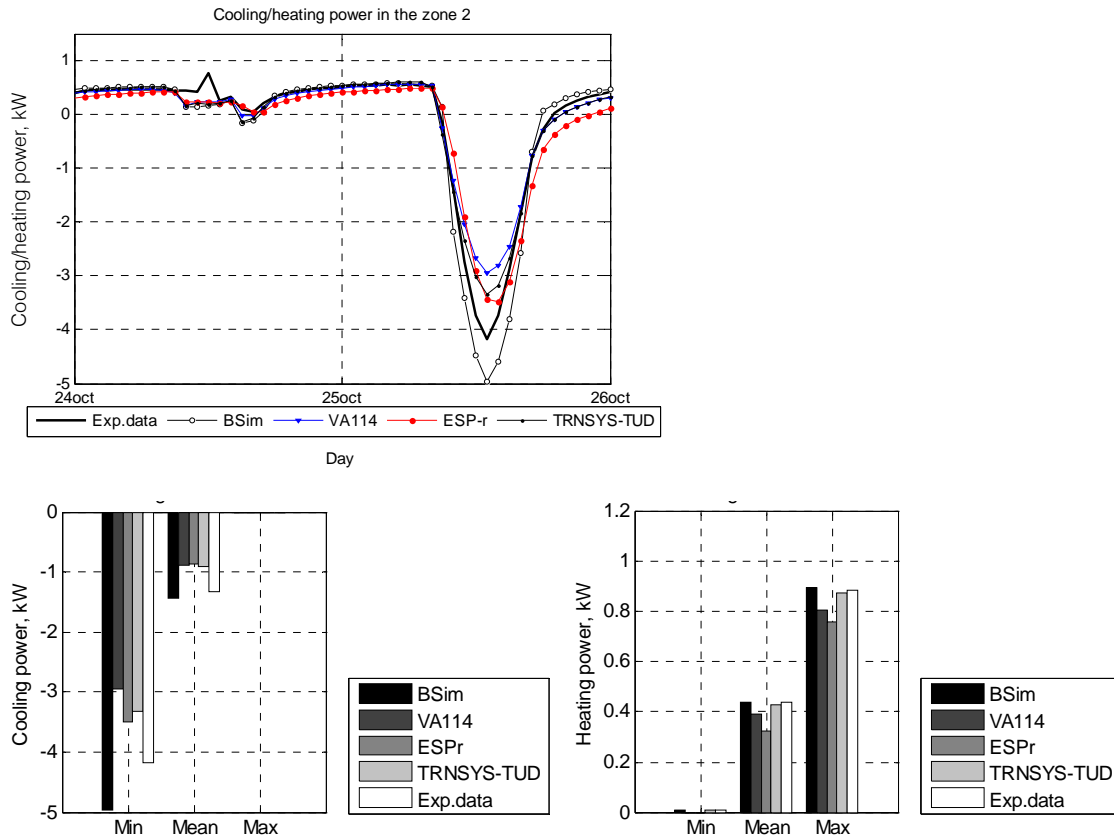 Cooling/heating power in the zone 2
Cooling/heating power, kW
1
0
-1
-2
-3
-4
-5
24oct 25oct 26oct
Exp.data BSim VA114 ESP-r TRNSYS-TUD
Day
Cooling power, kW
0
-1
-2
-3
-4
-5
Min Mean Max
BSim
VA114
ESPr
TRNSYS-TUD
Exp.data
Heating power, kW
1.2
1
0.8
0.6
0.4
0.2
0
Min Mean Max
BSim
VA114
ESPr
TRNSYS-TUD
Exp.data